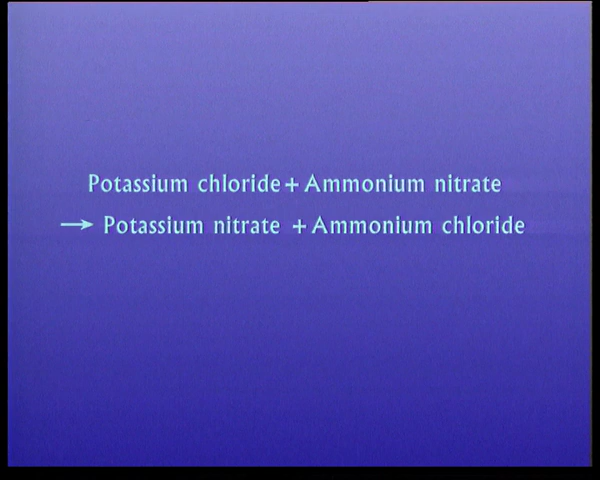 Potassium chloride + Ammonium nitrate
→ Potassium nitrate + Ammonium chloride